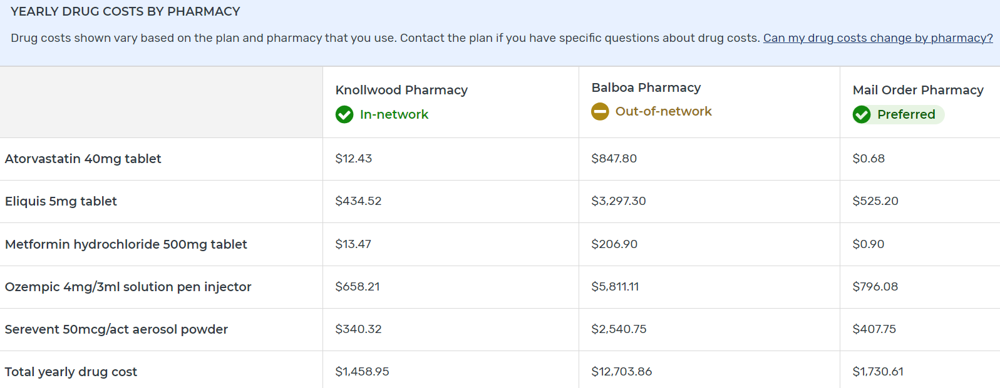 YEARLY DRUG COSTS BY PHARMACY
Drug costs shown vary based on the plan and pharmacy that you use. Contact the plan if you have specific questions about drug costs. Can my drug costs change by pharmacy?
Knollwood Pharmacy
In-network
Balboa Pharmacy
Out-of-network
Mail Order Pharmacy
Preferred
Atorvastatin 40mg tablet $12.43 $847.80 $0.68
Eliquis 5mg tablet $434.52 $3,297.30 $525.20
Metformin hydrochloride 500mg tablet $13.47 $206.90 $0.90
Ozempic 4mg/3ml solution pen injector $658.21 $5,811.11 $796.08
Serevent 50mcg/act aerosol powder $340.32 $2,540.75 $407.75
Total yearly drug cost $1,458.95 $12,703.86 $1,730.61